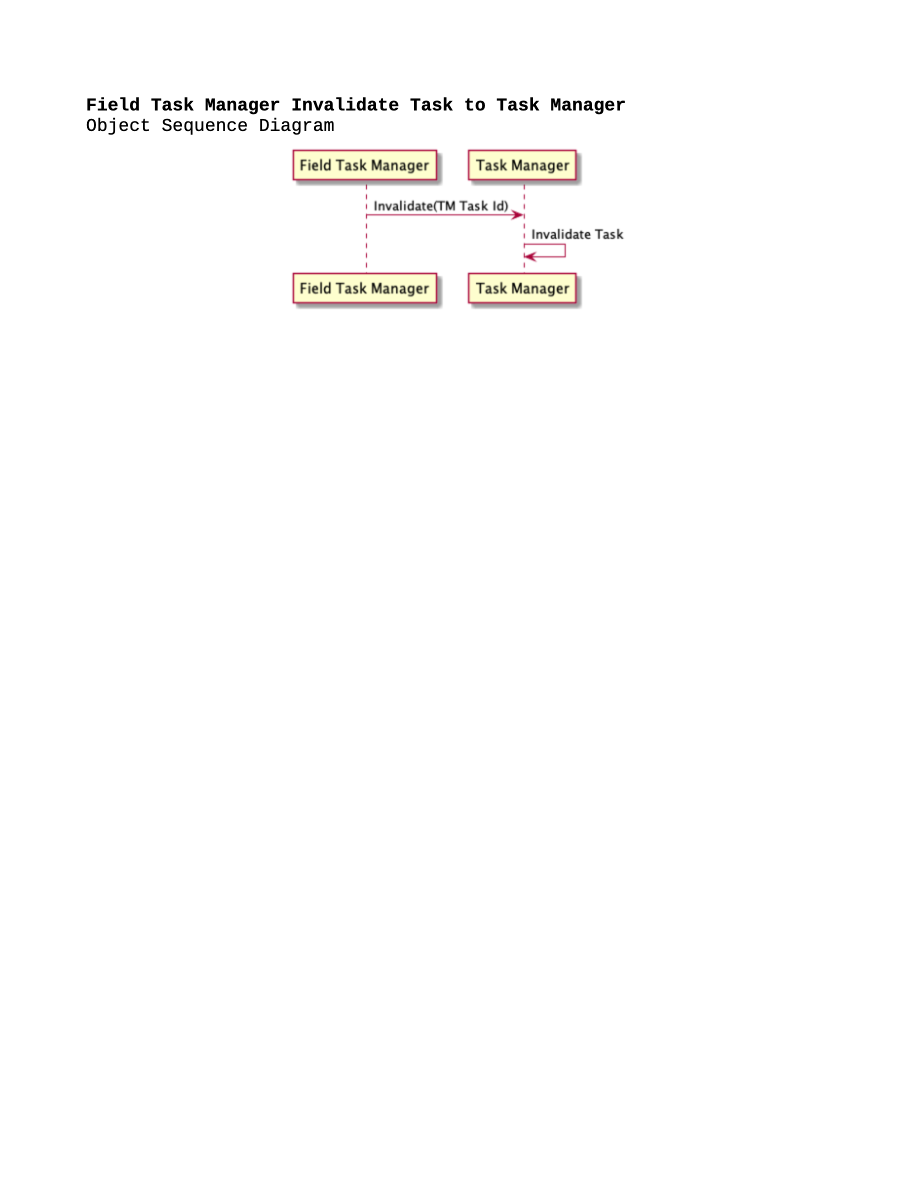 Field Task Manager Invalidate Task to Task Manager
Object Sequence Diagram
Field Task Manager Task Manager
Invalidate(TM Task Id)
Invalidate Task
Field Task Manager Task Manager